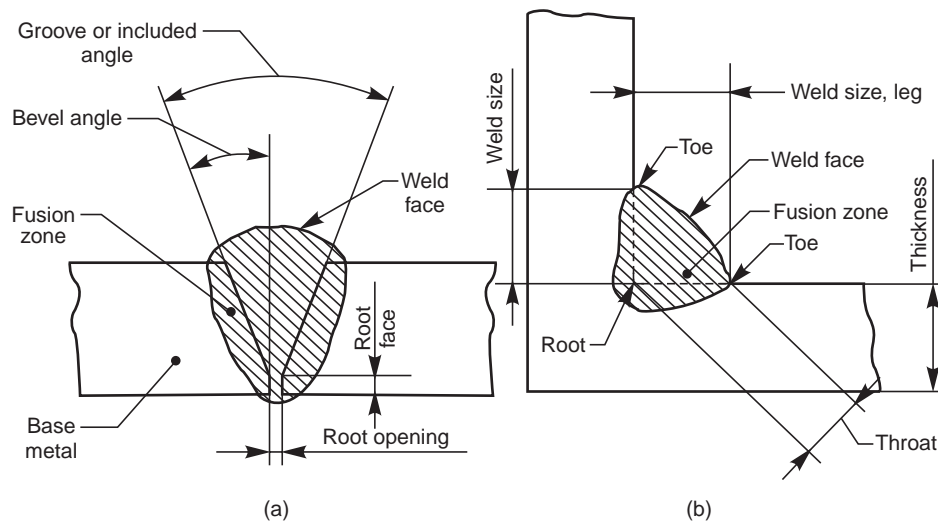 Groove or included
angle
Bevel angle
Weld
face
Fusion
zone
Root
face
Base
metal
Root opening
(a)
Weld size
Weld size, leg
Toe
Weld face
Fusion zone
Toe
Thickness
Root
Throat
(b)